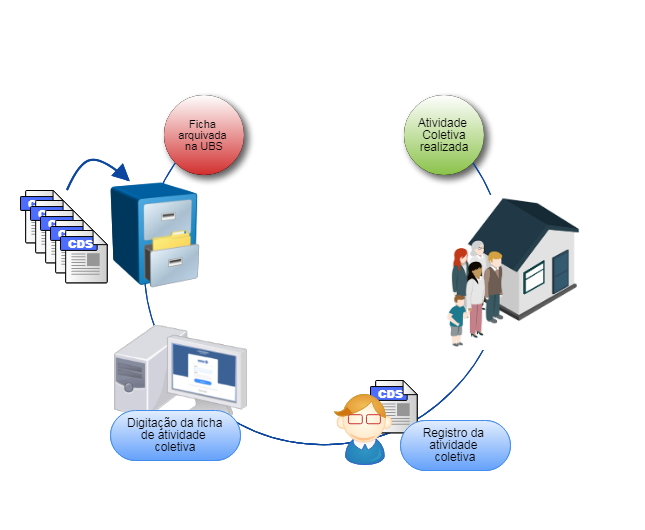 Ficha
arquivada
na UBS
Atividade
Coletiva
realizada
CDS
Digitação da ficha
de atividade
coletiva
CDS
Registro da
atividade
coletiva